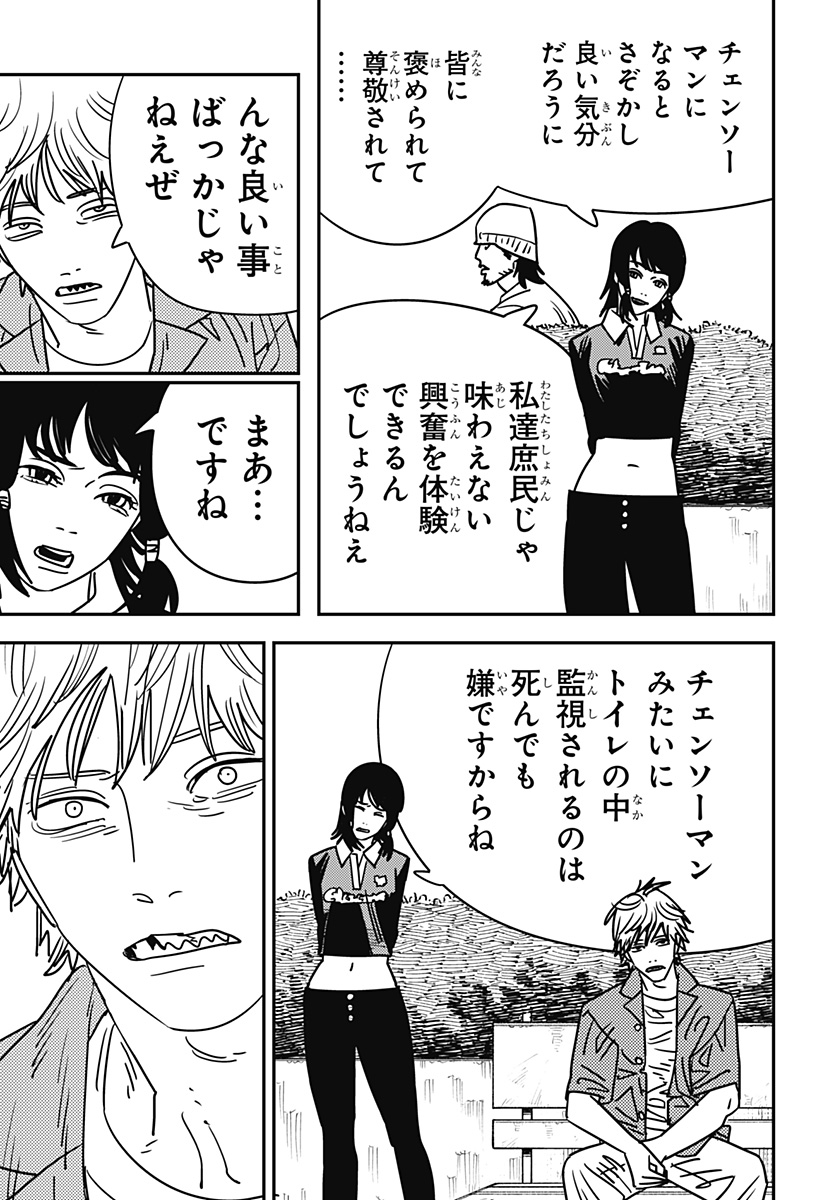 チェンソー
マンに
なると
さぞかし
良い気分
だろうに
皆に
褒められて
尊敬されて
……
私達庶民じゃ
味わえない
興奮を体験
できるん
でしょうねえ
んな良い事
ばっかじゃ
ねえぜ
まあ…
ですね
チェンソーマン
みたいに
トイレの中
監視されるのは
死んでも
嫌ですからね